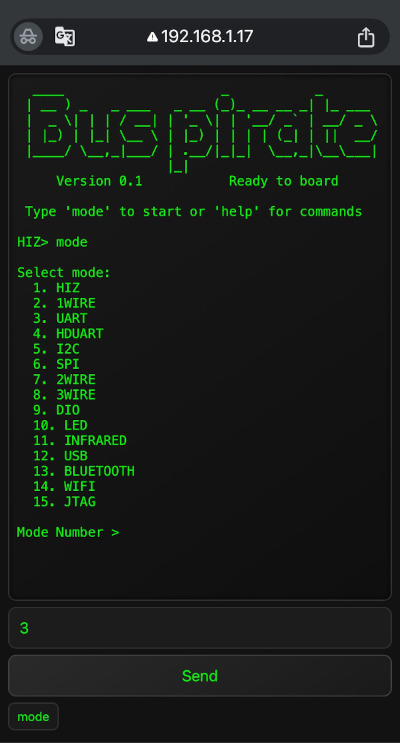 192.168.1.17
Bus pirate
Version 0.1 Ready to board
Type 'mode' to start or 'help' for commands
HIZ> mode
Select mode:
1. HIZ
2. 1WIRE
3. UART
4. HDUART
5. I2C
6. SPI
7. 2WIRE
8. 3WIRE
9. DIO
10. LED
11. INFRARED
12. USB
13. BLUETOOTH
14. WIFI
15. JTAG
Mode Number >
3
Send
mode